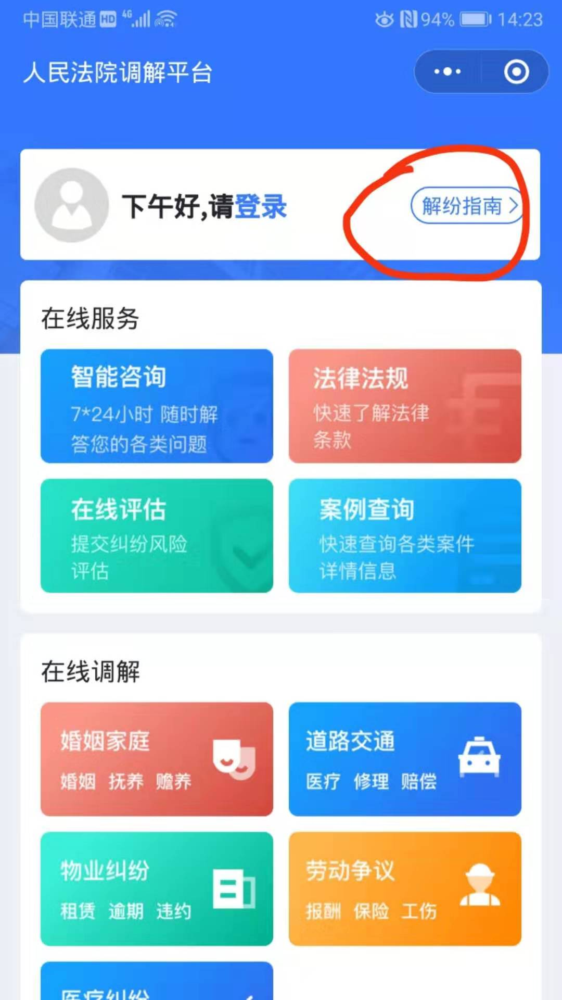 中国联通 HD 4G 94% 14:23
人民法院调解平台
下午好,请登录
解纷指南
在线服务
智能咨询
7*24小时 随时解
答您的各类问题
法律法规
快速了解法律
条款
在线评估
提交纠纷风险
评估
案例查询
快速查询各类案件
详情信息
在线调解
婚姻家庭
婚姻 抚养 赡养
道路交通
医疗 修理 赔偿
物业纠纷
租赁 逾期 违约
劳动争议
报酬 保险 工伤
医疗纠纷